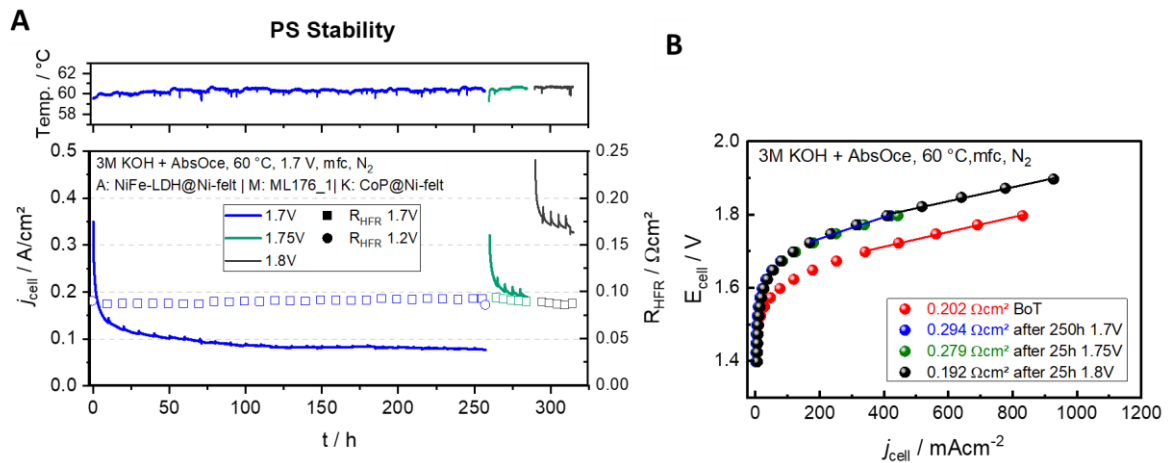 A
PS Stability
B
Temp. / °C
62
60
58
3M KOH + AbsOce, 60 °C, 1.7 V, mfc, N₂
A: NiFe-LDH@Ni-felt | M: ML176_1| K: CoP@Ni-felt
1.7V
R_HFR 1.7V
1.75V
R_HFR 1.2V
1.8V
j_cell / A/cm²
0.5
0.4
0.3
0.2
0.1
0.0
R_HFR / Ωcm²
0.25
0.20
0.15
0.10
0.05
0.00
0 50 100 150 200 250 300
t / h
3M KOH + AbsOce, 60 °C,mfc, N₂
E_cell / V
2.0
1.8
1.6
1.4
0.202 Ωcm² BoT
0.294 Ωcm² after 250h 1.7V
0.279 Ωcm² after 25h 1.75V
0.192 Ωcm² after 25h 1.8V
0 200 400 600 800 1000 1200
j_cell / mAcm⁻²